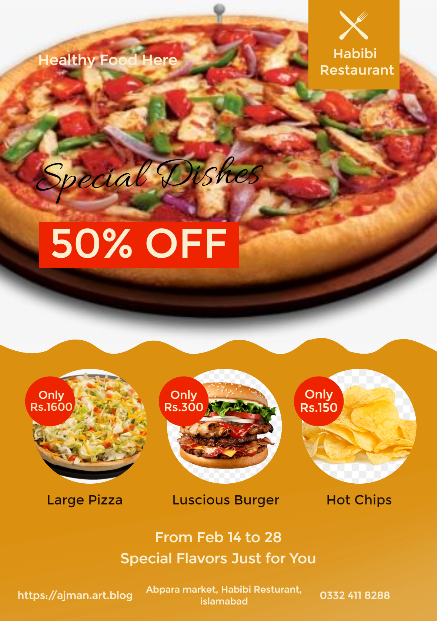 Habibi
Restaurant
Healthy Food Here
Special Dishes
50% OFF
Only
Rs.1600
Only
Rs.300
Only
Rs.150
Large Pizza
Luscious Burger
Hot Chips
From Feb 14 to 28
Special Flavors Just for You
https://ajman.art.blog
Abpara market, Habibi Resturant,
islamabad
0332 411 8288